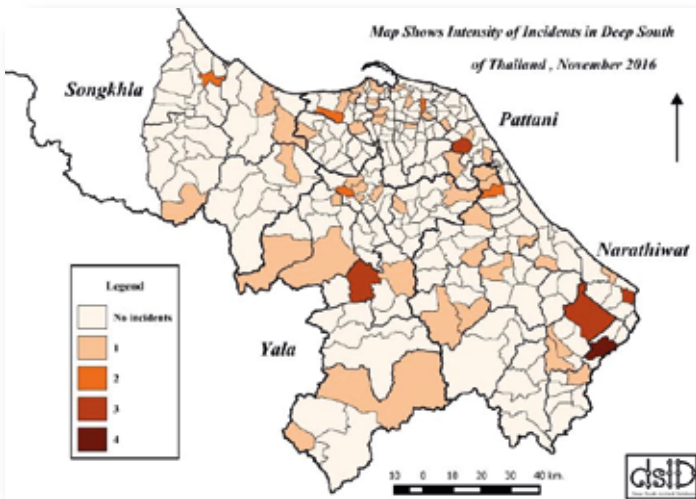 Map Shows Intensity of Incidents in Deep South
of Thailand , November 2016
Songkhla
Pattani
Narathiwat
Yala
Legend
No incidents
1
2
3
4
10 0 10 20 30 40 km.